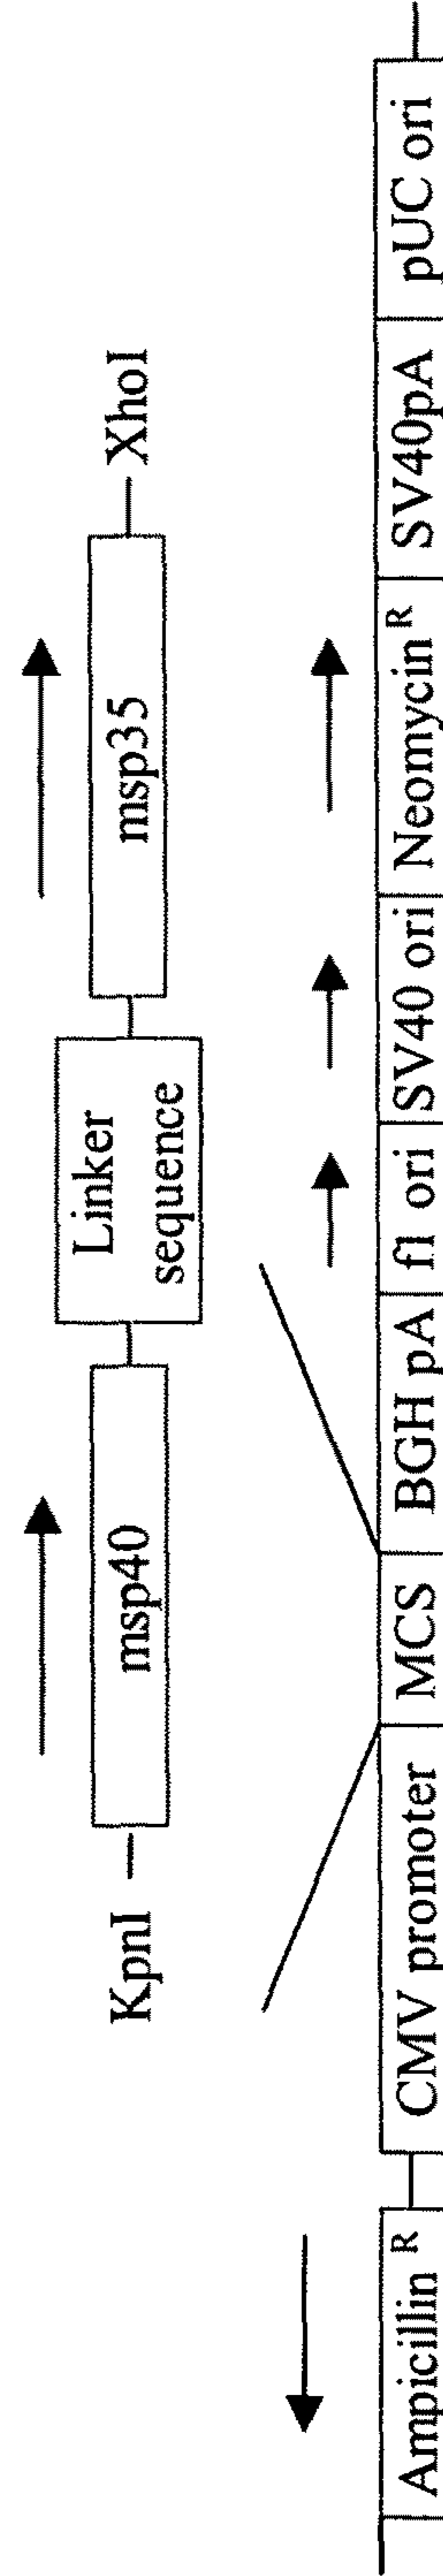 KpnI
msp40
Linker
sequence
msp35
XhoI
Ampicillin R
CMV promoter
MCS
BGH pA
f1 ori
SV40 ori
Neomycin R
SV40pA
pUC ori